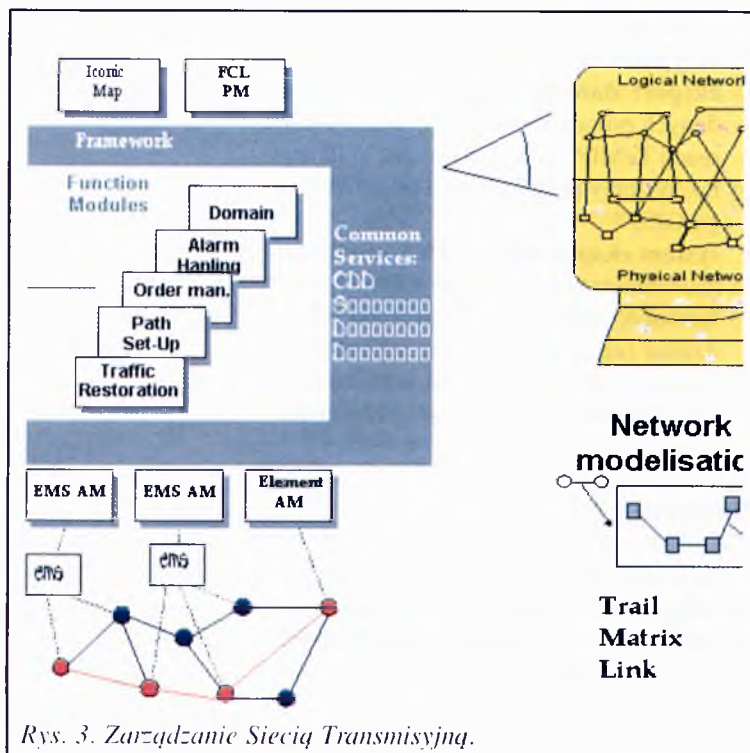 Iconic
Map
FCL
PM
Framework
Function
Modules
Domain
Alarm
Hanling
Order man.
Path
Set-Up
Traffic
Restoration
Common
Services:
EMS AM
EMS AM
Element
AM
ems
ems
Logical Networ
Physical Netwo
Network
modelisatic
Trail
Matrix
Link
Rys. 3. Zarządzanie Siecią Transmisyjną.